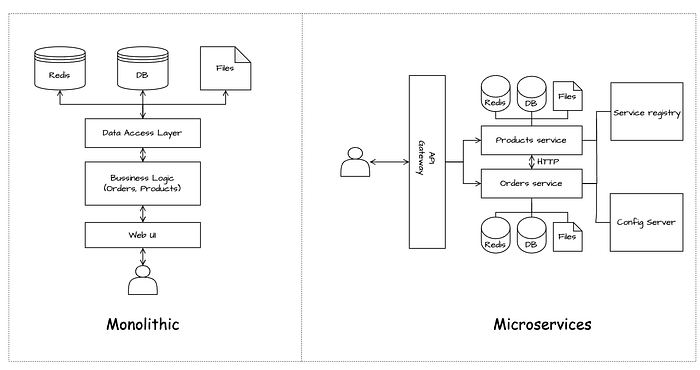 Redis
DB
Files
Data Access Layer
Bussiness Logic
(Orders, Products)
Web UI
Monolithic
API
Gateway
Redis
DB
Files
Products service
HTTP
Orders service
Redis
DB
Files
Service registry
Config Server
Microservices